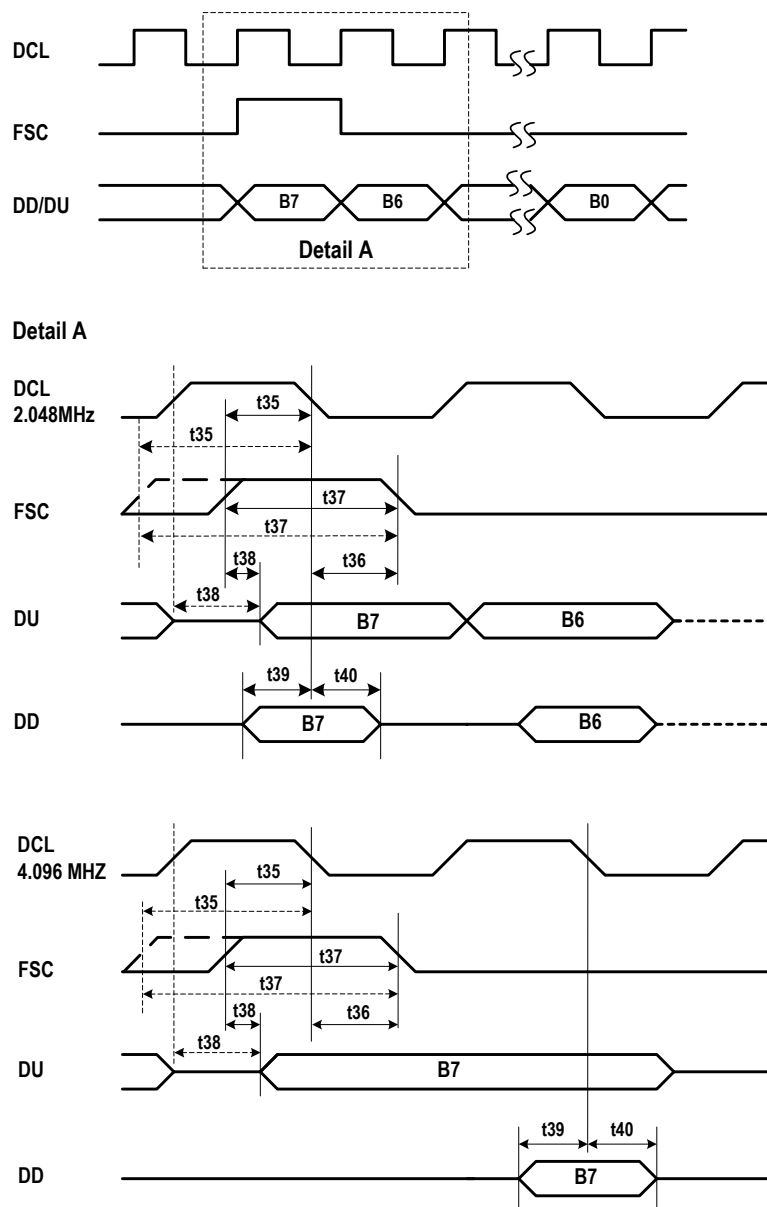 DCL
FSC
DD/DU
B7
B6
B0
Detail A
Detail A
DCL
2.048MHz
t35
t35
FSC
t37
t37
t38
t36
t38
DU
B7
B6
t39
t40
DD
B7
B6
DCL
4.096 MHZ
t35
t35
FSC
t37
t37
t38
t36
t38
DU
B7
t39
t40
DD
B7